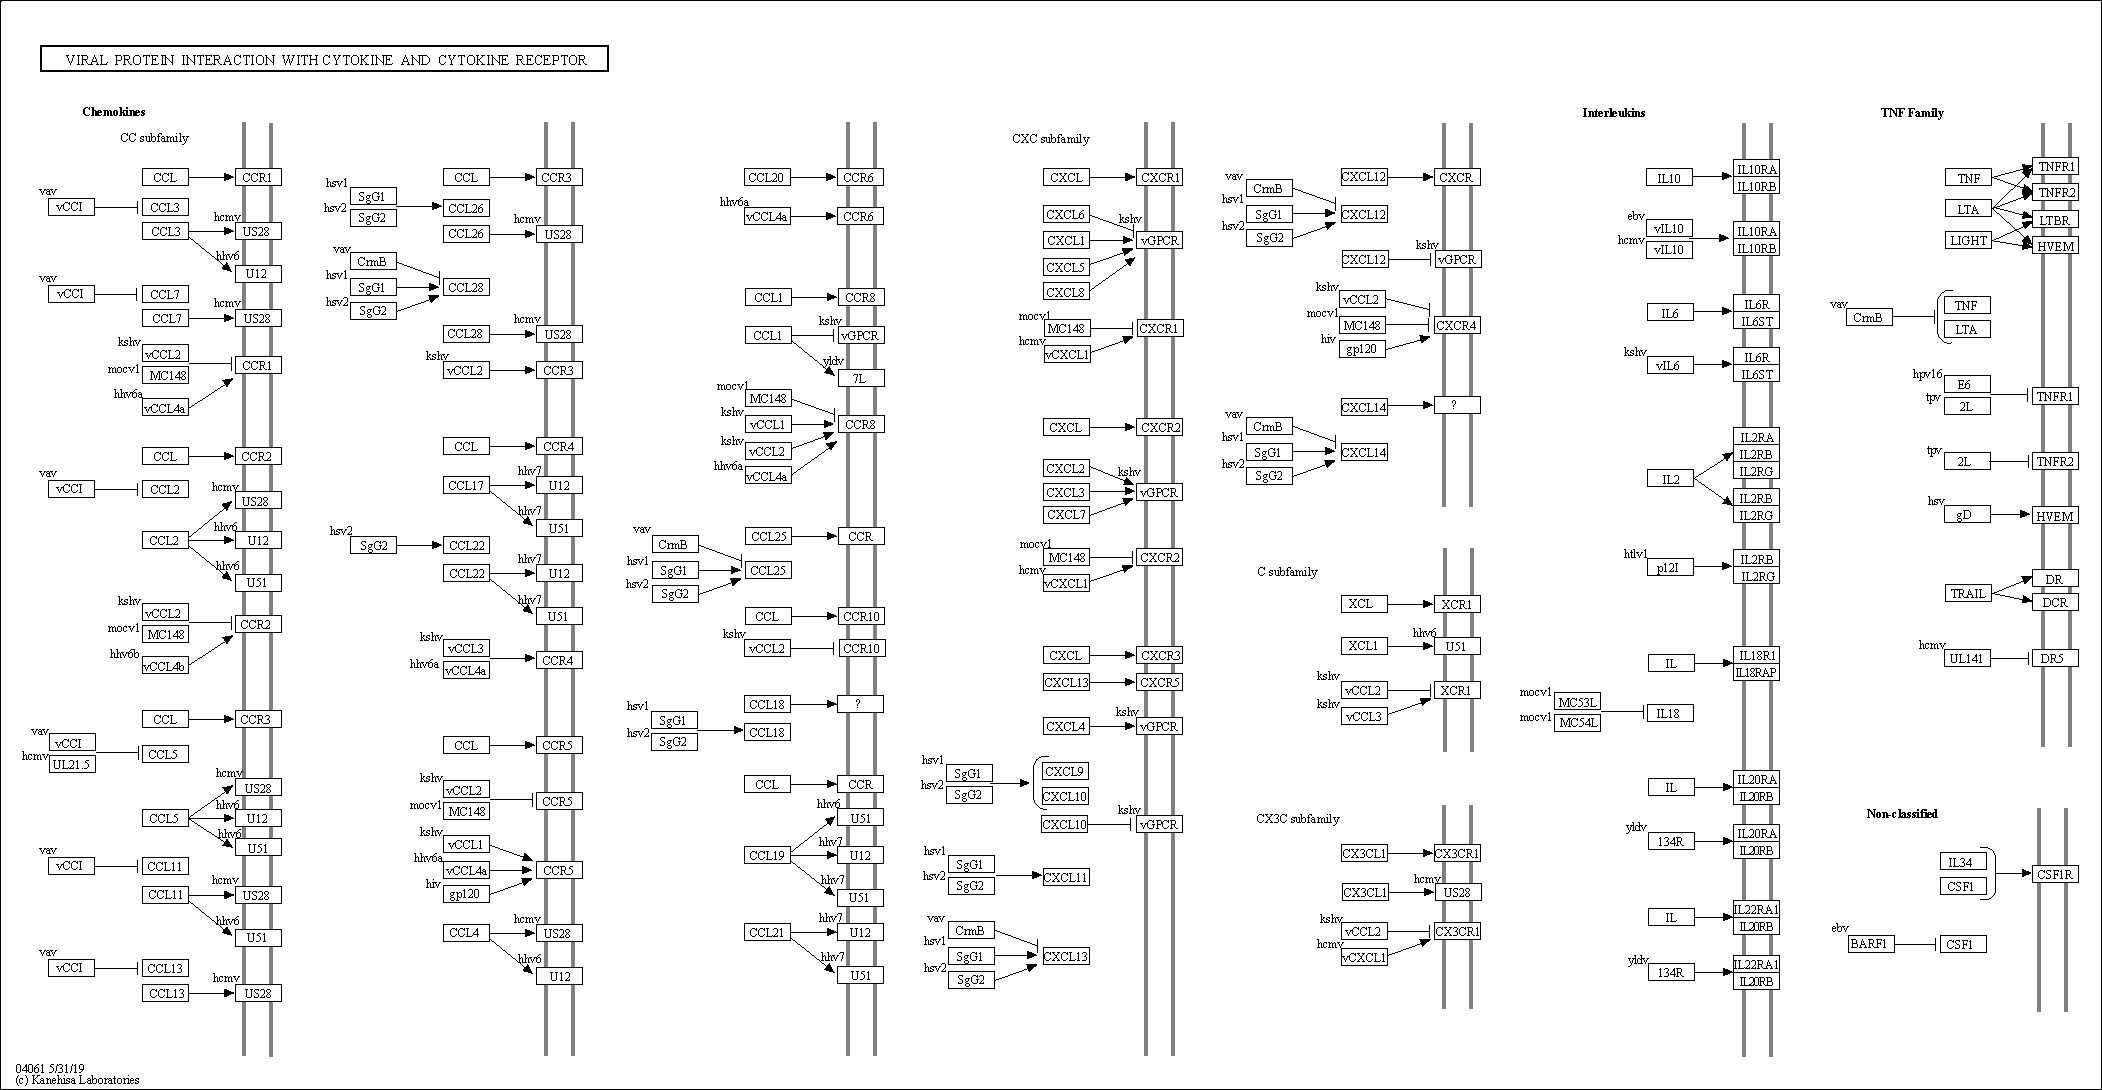 VIRAL PROTEIN INTERACTION WITH CYTOKINE AND CYTOKINE RECEPTOR
Chemokines
CC subfamily
CCL
CCR1
vav
vCCI
CCL3
CCL3
hcmv
US28
hhv6
U12
vav
vCCI
CCL7
CCL7
hcmv
US28
kshv
vCCL2
mocv1
MC148
hhv6a
vCCL4a
CCR1
CCL
CCR2
vav
vCCI
CCL2
CCL2
hcmv
US28
hhv6
U12
hhv6
U51
kshv
vCCL2
mocv1
MC148
hhv6b
vCCL4b
CCR2
CCL
CCR3
vav
vCCI
hcmv
UL21.5
CCL5
CCL5
hcmv
US28
hhv6
U12
hhv6
U51
vav
vCCI
CCL11
CCL11
hcmv
US28
hhv6
U51
vav
vCCI
CCL13
CCL13
hcmv
US28
CCL
CCR3
hsv1
SgG1
hsv2
SgG2
CCL26
CCL26
hcmv
US28
vav
CrmB
hsv1
SgG1
hsv2
SgG2
CCL28
CCL28
hcmv
US28
kshv
vCCL2
CCR3
CCL
CCR4
CCL17
hhv7
U12
hhv7
U51
hsv2
SgG2
CCL22
CCL22
hhv7
U12
hhv7
U51
kshv
vCCL3
hhv6a
vCCL4a
CCR4
CCL
CCR5
kshv
vCCL2
mocv1
MC148
CCR5
kshv
vCCL1
hhv6a
vCCL4a
hiv
gp120
CCR5
CCL4
hcmv
US28
hhv6
U12
CCL20
CCR6
hhv6a
vCCL4a
CCR6
CCL1
CCR8
CCL1
kshv
vGPCR
yldv
7L
mocv1
MC148
kshv
vCCL1
kshv
vCCL2
hhv6a
vCCL4a
CCR8
CCL25
CCR
vav
CrmB
hsv1
SgG1
hsv2
SgG2
CCL25
CCL
CCR10
kshv
vCCL2
CCR10
CCL18
?
hsv1
SgG1
hsv2
SgG2
CCL18
CCL
CCR
CCL19
hhv6
U51
hhv7
U12
hhv7
U51
CCL21
hhv7
U12
hhv7
U51
CXC subfamily
CXCL
CXCR1
CXCL6
CXCL1
CXCL5
CXCL8
kshv
vGPCR
mocv1
MC148
hcmv
vCXCL1
CXCR1
CXCL
CXCR2
CXCL2
CXCL3
CXCL7
kshv
vGPCR
mocv1
MC148
hcmv
vCXCL1
CXCR2
CXCL
CXCR3
CXCL13
CXCR5
CXCL4
kshv
vGPCR
hsv1
SgG1
hsv2
SgG2
CXCL9
CXCL10
CXCL10
kshv
vGPCR
hsv1
SgG1
hsv2
SgG2
CXCL11
vav
CrmB
hsv1
SgG1
hsv2
SgG2
CXCL13
CXCL12
CXCR
vav
CrmB
hsv1
SgG1
hsv2
SgG2
CXCL12
CXCL12
kshv
vGPCR
kshv
vCCL2
mocv1
MC148
hiv
gp120
CXCR4
CXCL14
?
vav
CrmB
hsv1
SgG1
hsv2
SgG2
CXCL14
C subfamily
XCL
XCR1
XCL1
hhv6
U51
kshv
vCCL2
kshv
vCCL3
XCR1
CX3C subfamily
CX3CL1
CX3CR1
CX3CL1
hcmv
US28
kshv
vCCL2
hcmv
vCXCL1
CX3CR1
Interleukins
IL10
IL10RA
IL10RB
ebv
vIL10
hcmv
vIL10
IL10RA
IL10RB
IL6
IL6R
IL6ST
kshv
vIL6
IL6R
IL6ST
IL2
IL2RA
IL2RB
IL2RG
IL2RB
IL2RG
htlv1
p12I
IL2RB
IL2RG
IL
IL18R1
IL18RAP
mocv1
MC53L
mocv1
MC54L
IL18
IL
IL20RA
IL20RB
yldv
134R
IL20RA
IL20RB
IL
IL22RA1
IL20RB
yldv
134R
IL22RA1
IL20RB
TNF Family
TNF
LTA
LIGHT
TNFR1
TNFR2
LTBR
HVEM
vav
CrmB
TNF
LTA
hpv16
E6
tpv
2L
TNFR1
tpv
2L
TNFR2
hsv
gD
HVEM
TRAIL
DR
DCR
hcmv
UL141
DR5
Non-classified
IL34
CSF1
CSF1R
ebv
BARF1
CSF1
04061 5/31/19
(c) Kanehisa Laboratories